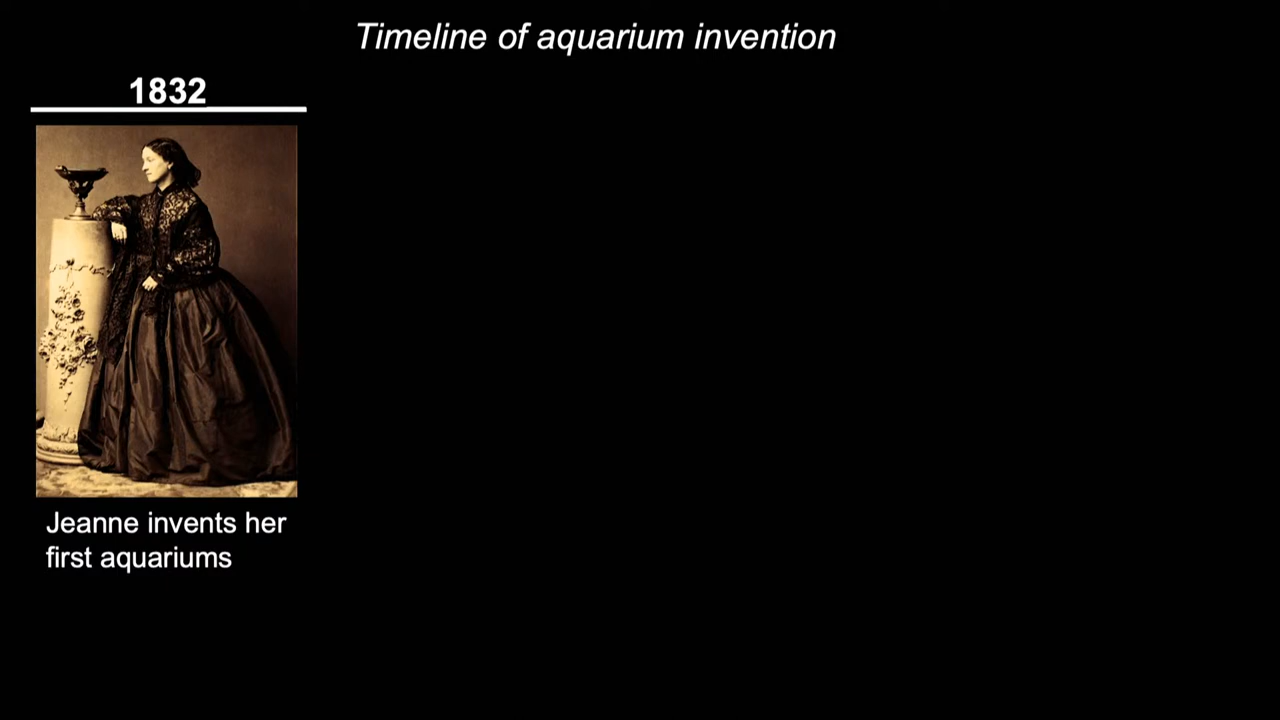 Timeline of aquarium invention
1832
Jeanne invents her
first aquariums